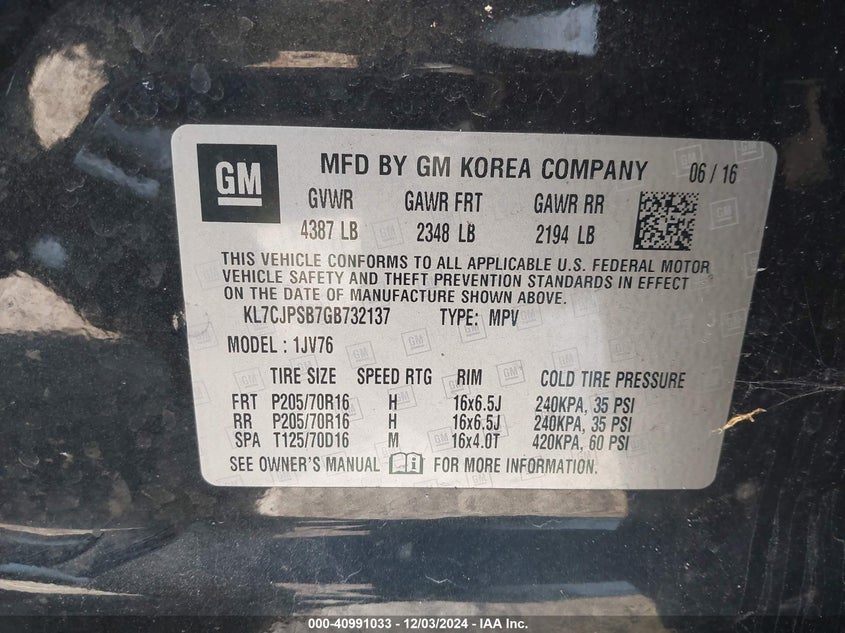 GM
MFD BY GM KOREA COMPANY 06 / 16
GVWR GAWR FRT GAWR RR
4387 LB 2348 LB 2194 LB
THIS VEHICLE CONFORMS TO ALL APPLICABLE U.S. FEDERAL MOTOR
VEHICLE SAFETY AND THEFT PREVENTION STANDARDS IN EFFECT
ON THE DATE OF MANUFACTURE SHOWN ABOVE.
KL7CJPSB7GB732137 TYPE: MPV
MODEL : 1JV76
TIRE SIZE SPEED RTG RIM COLD TIRE PRESSURE
FRT P205/70R16 H 16x6.5J 240KPA, 35 PSI
RR P205/70R16 H 16x6.5J 240KPA, 35 PSI
SPA T125/70D16 M 16x4.0T 420KPA, 60 PSI
SEE OWNER'S MANUAL FOR MORE INFORMATION.
000-40991033 - 12/03/2024 - IAA Inc.